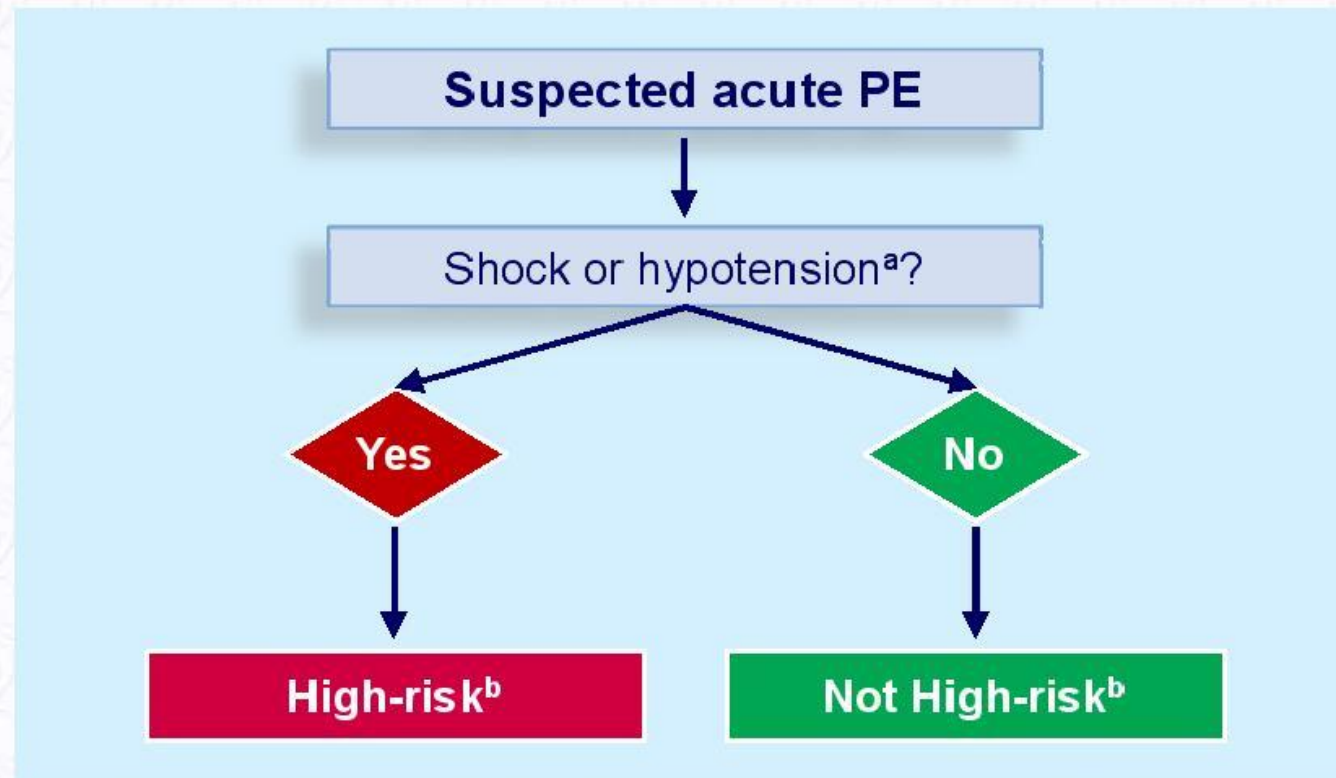 Suspected acute PE
Shock or hypotensionᵃ?
Yes
No
High-riskᵇ
Not High-riskᵇ